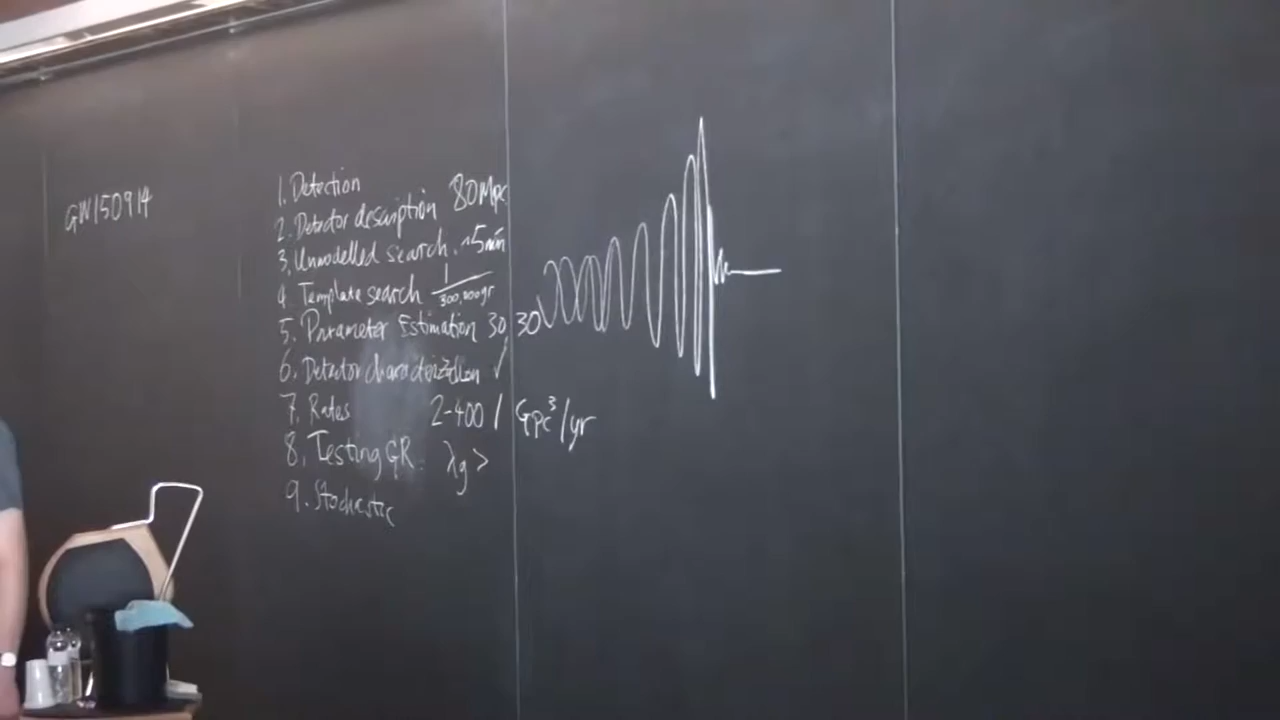 GW150914
1. Detection
2. Detector description 80Mpc
3. Unmodelled search. ~5min
4 Template search 1/300,000yr
5. Parameter Estimation 30, 30
6. Detector characterization ✓
7. Rates 2-400 / Gpc³/yr
8. Testing GR. λg >
9. Stochastic